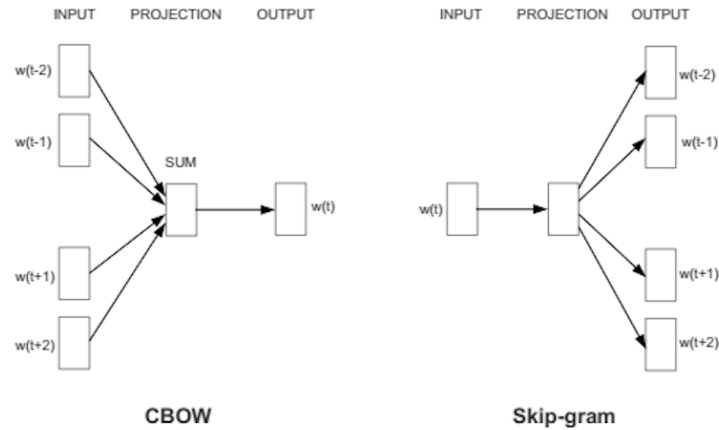 INPUT PROJECTION OUTPUT
w(t-2)
w(t-1)
SUM
w(t)
w(t+1)
w(t+2)
CBOW
INPUT PROJECTION OUTPUT
w(t-2)
w(t-1)
w(t)
w(t+1)
w(t+2)
Skip-gram